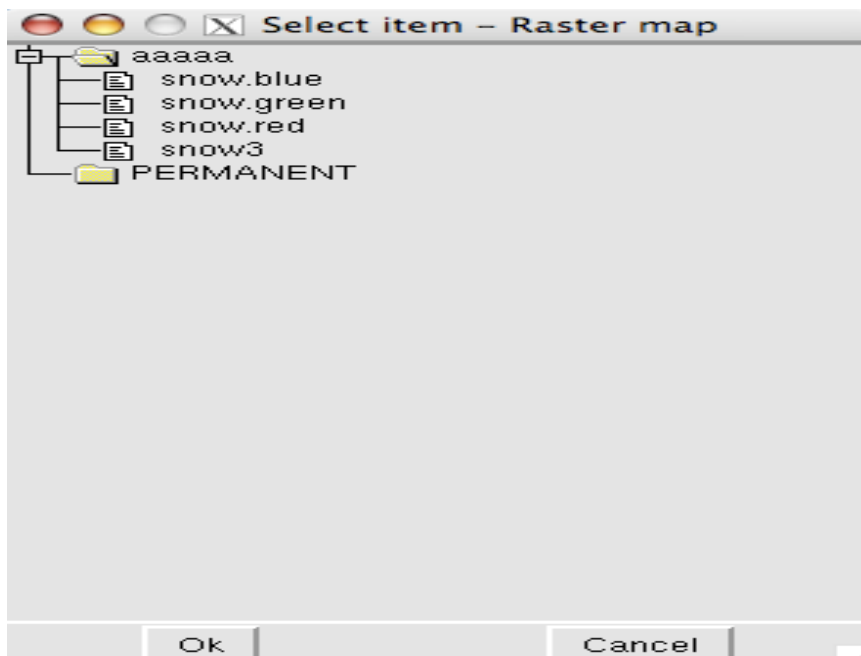 Select item – Raster map
aaaaa
snow.blue
snow.green
snow.red
snow3
PERMANENT
Ok Cancel